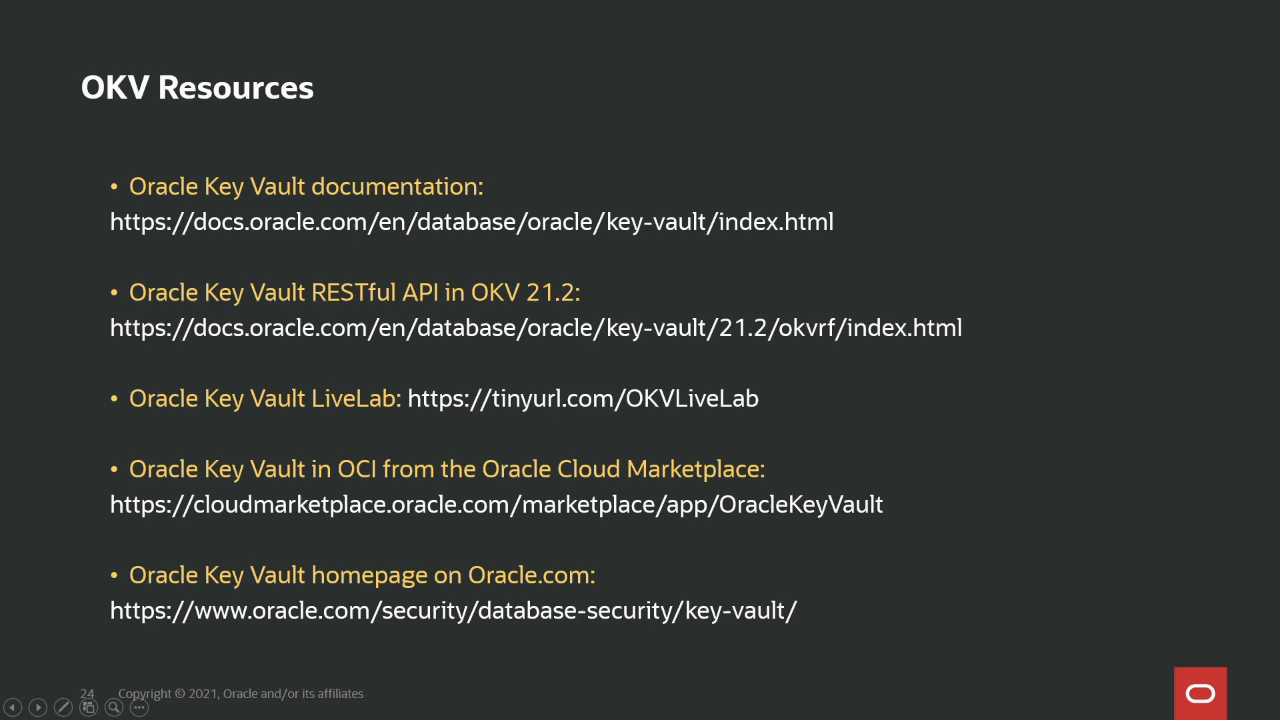 OKV Resources
• Oracle Key Vault documentation:
https://docs.oracle.com/en/database/oracle/key-vault/index.html
• Oracle Key Vault RESTful API in OKV 21.2:
https://docs.oracle.com/en/database/oracle/key-vault/21.2/okvrf/index.html
• Oracle Key Vault LiveLab: https://tinyurl.com/OKVLiveLab
• Oracle Key Vault in OCI from the Oracle Cloud Marketplace:
https://cloudmarketplace.oracle.com/marketplace/app/OracleKeyVault
• Oracle Key Vault homepage on Oracle.com:
https://www.oracle.com/security/database-security/key-vault/
24 Copyright © 2021, Oracle and/or its affiliates